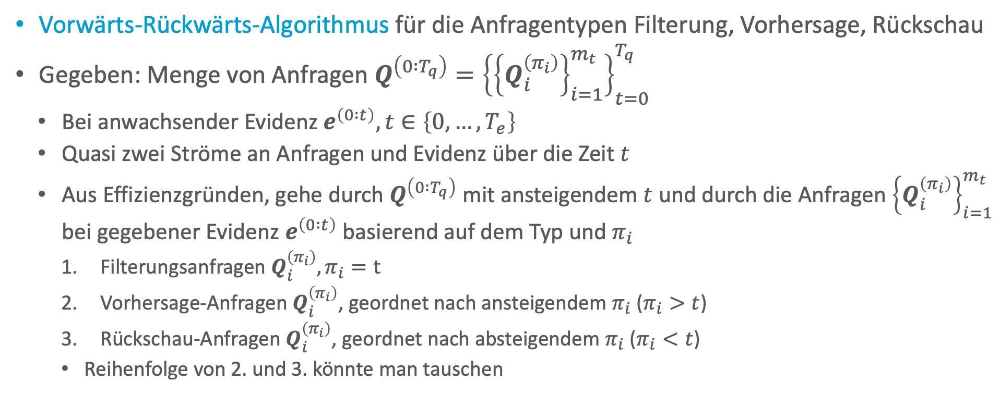 • Vorwärts-Rückwärts-Algorithmus für die Anfragentypen Filterung, Vorhersage, Rückschau
• Gegeben: Menge von Anfragen $\boldsymbol{Q}^{(0:T_q)} = \left\{\left\{\boldsymbol{Q}_i^{(\pi_i)}\right\}_{i=1}^{m_t}\right\}_{t=0}^{T_q}$
• Bei anwachsender Evidenz $\boldsymbol{e}^{(0:t)}, t \in \{0, \dots, T_e\}$
• Quasi zwei Ströme an Anfragen und Evidenz über die Zeit $t$
• Aus Effizienzgründen, gehe durch $\boldsymbol{Q}^{(0:T_q)}$ mit ansteigendem $t$ und durch die Anfragen $\left\{\boldsymbol{Q}_i^{(\pi_i)}\right\}_{i=1}^{m_t}$
bei gegebener Evidenz $\boldsymbol{e}^{(0:t)}$ basierend auf dem Typ und $\pi_i$
1. Filterungsanfragen $\boldsymbol{Q}_i^{(\pi_i)}, \pi_i = \mathrm{t}$
2. Vorhersage-Anfragen $\boldsymbol{Q}_i^{(\pi_i)}$, geordnet nach ansteigendem $\pi_i$ ($\pi_i > t$)
3. Rückschau-Anfragen $\boldsymbol{Q}_i^{(\pi_i)}$, geordnet nach absteigendem $\pi_i$ ($\pi_i < t$)
• Reihenfolge von 2. und 3. könnte man tauschen